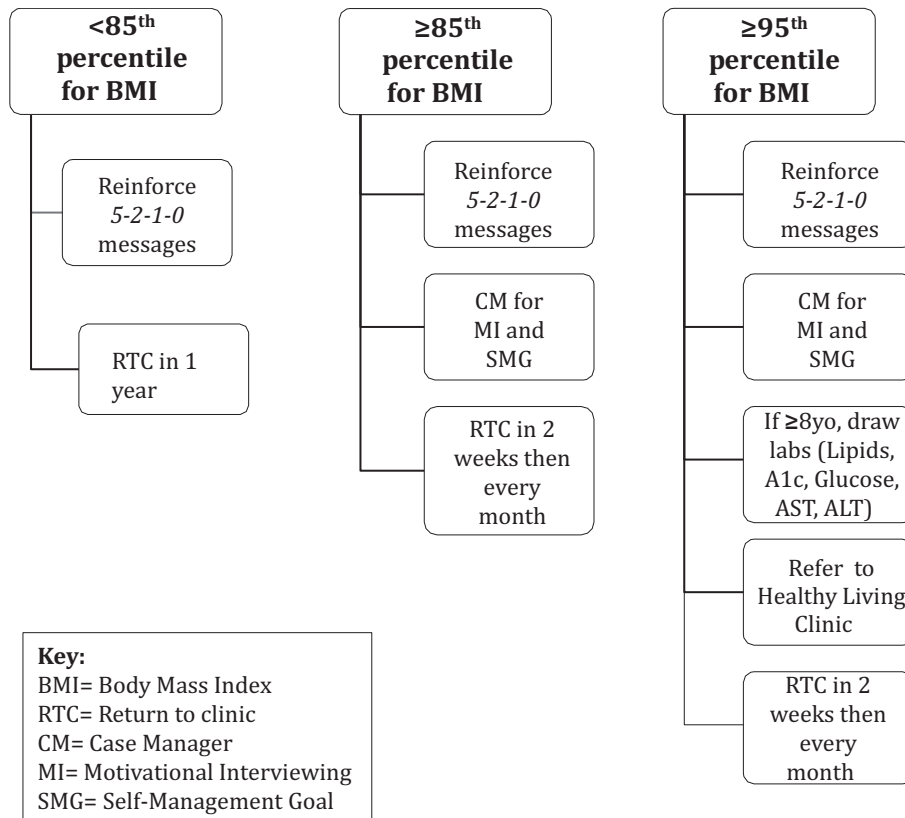 <85th
percentile
for BMI
Reinforce
5-2-1-0
messages
RTC in 1
year
≥85th
percentile
for BMI
Reinforce
5-2-1-0
messages
CM for
MI and
SMG
RTC in 2
weeks then
every
month
≥95th
percentile
for BMI
Reinforce
5-2-1-0
messages
CM for
MI and
SMG
If ≥8yo, draw
labs (Lipids,
A1c, Glucose,
AST, ALT)
Refer to
Healthy Living
Clinic
RTC in 2
weeks then
every
month
Key:
BMI= Body Mass Index
RTC= Return to clinic
CM= Case Manager
MI= Motivational Interviewing
SMG= Self-Management Goal